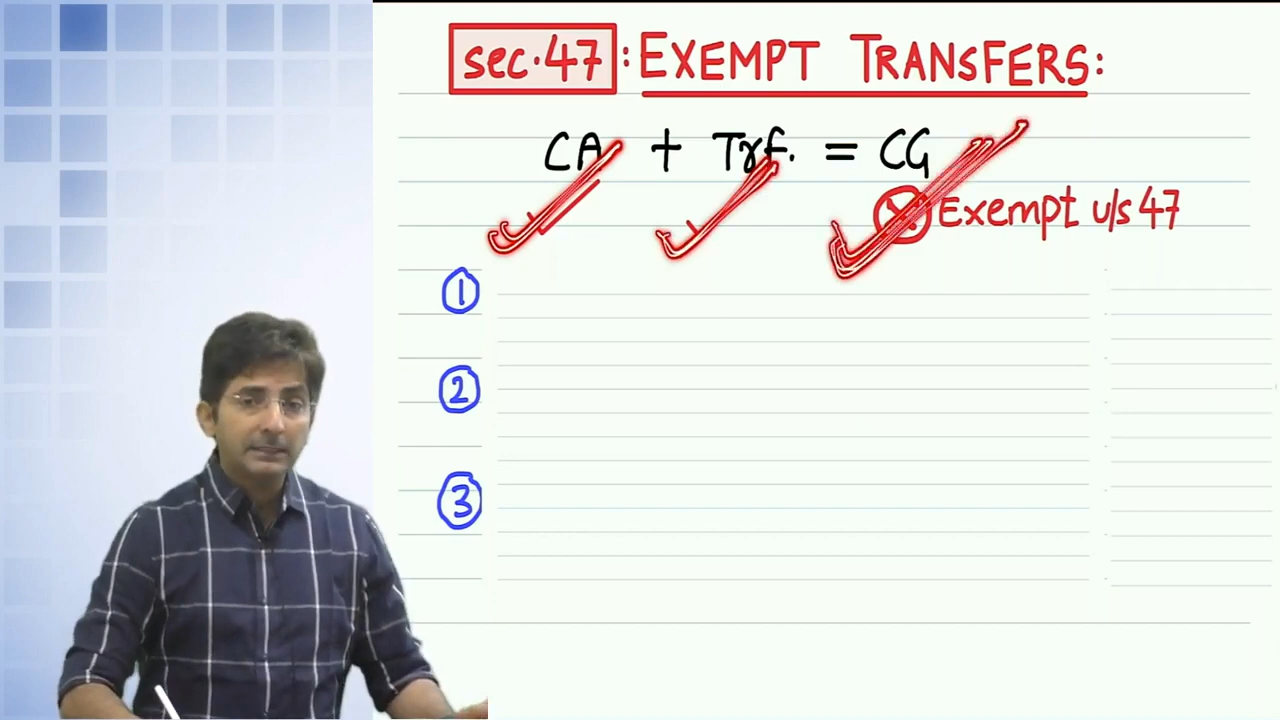 sec.47 : EXEMPT TRANSFERS:
CA + Trf. = CG
Exempt u/s 47
1
2
3